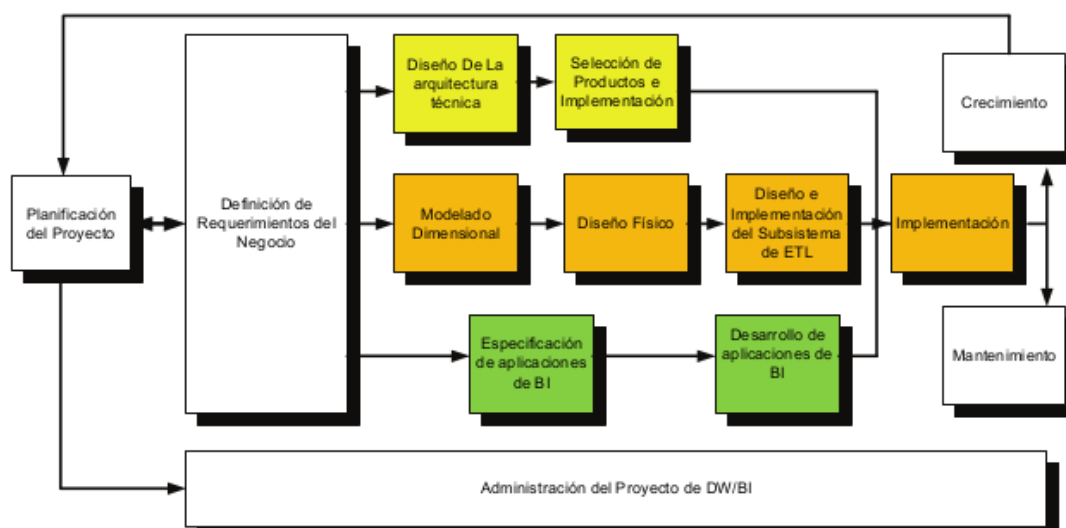 Diseño De La
arquitectura
técnica
Selección de
Productos e
Implementación
Crecimiento
Planificación
del Proyecto
Definición de
Requerimientos del
Negocio
Modelado
Dimensional
Diseño Físico
Diseño e
Implementación
del Subsistema
de ETL
Implementación
Especificación
de aplicaciones
de BI
Desarrollo de
aplicaciones de
BI
Mantenimiento
Administración del Proyecto de DW/BI